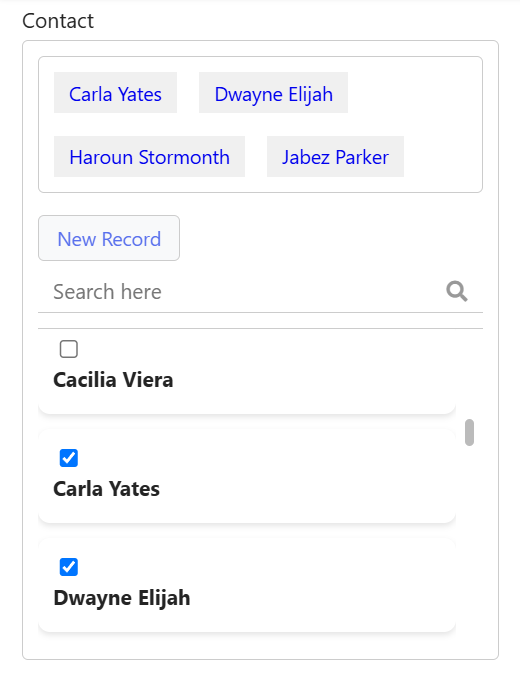 Contact
Carla Yates Dwayne Elijah
Haroun Stormonth Jabez Parker
New Record
Search here
Cacilia Viera
Carla Yates
Dwayne Elijah